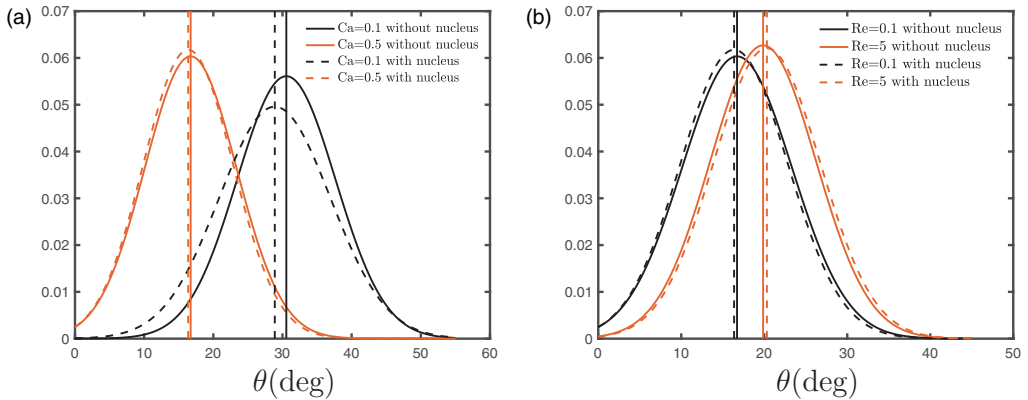 (a)
0.07
0.06
0.05
0.04
0.03
0.02
0.01
0
Ca=0.1 without nucleus
Ca=0.5 without nucleus
Ca=0.1 with nucleus
Ca=0.5 with nucleus
0 10 20 30 40 50 60
θ(deg)
(b)
0.07
0.06
0.05
0.04
0.03
0.02
0.01
0
Re=0.1 without nucleus
Re=5 without nucleus
Re=0.1 with nucleus
Re=5 with nucleus
0 10 20 30 40 50
θ(deg)